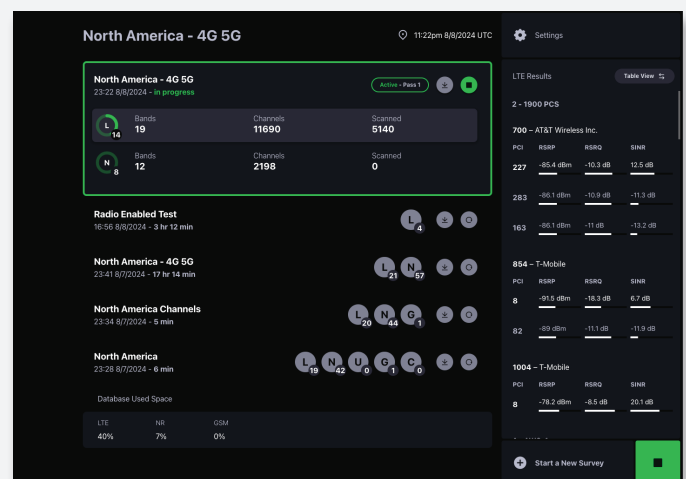 North America - 4G 5G
11:22pm 8/8/2024 UTC
North America - 4G 5G
23:22 8/8/2024 - in progress
Active - Pass 1
L 14
Bands Channels Scanned
19 11690 5140
N 8
Bands Channels Scanned
12 2198 0
Radio Enabled Test
16:56 8/8/2024 - 3 hr 12 min
L 4
North America - 4G 5G
23:41 8/7/2024 - 17 hr 14 min
L 21 N 57
North America Channels
23:34 8/7/2024 - 5 min
L 20 N 44 G 1
North America
23:28 8/7/2024 - 6 min
L 19 N 42 U 0 G 1 C 0
Database Used Space
LTE NR GSM
40% 7% 0%
Settings
LTE Results
Table View
2 - 1900 PCS
700 – AT&T Wireless Inc.
PCI RSRP RSRQ SINR
227 -85.4 dBm -10.3 dB 12.5 dB
283 -86.1 dBm -10.9 dB -11.3 dB
163 -86.1 dBm -11 dB -13.2 dB
854 – T-Mobile
PCI RSRP RSRQ SINR
8 -91.5 dBm -18.3 dB 6.7 dB
82 -89 dBm -11.1 dB -11.9 dB
1004 – T-Mobile
PCI RSRP RSRQ SINR
8 -78.2 dBm -8.5 dB 20.1 dB
Start a New Survey